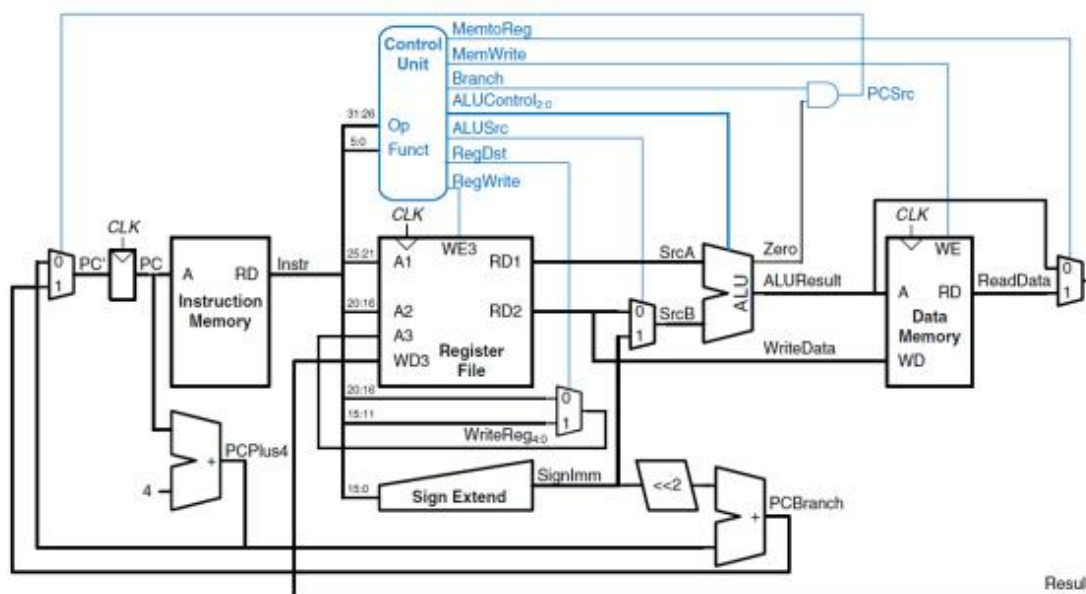 MemtoReg
Control
Unit
MemWrite
Branch
ALUControl2:0
PCSrc
31:26
Op
ALUSrc
5:0
Funct
RegDst
RegWrite
CLK
CLK
CLK
0
1
PC'
PC
A RD
Instruction
Memory
Instr
25:21
A1
WE3
RD1
SrcA
Zero
WE
0
1
20:16
A2
RD2
0
1
SrcB
ALU
ALUResult
A RD
ReadData
Data
Memory
A3
WD3
Register
File
WriteData
WD
20:16
0
15:11
1
WriteReg4:0
PCPlus4
+
4
15:0
Sign Extend
SignImm
<<2
+
PCBranch
Resul